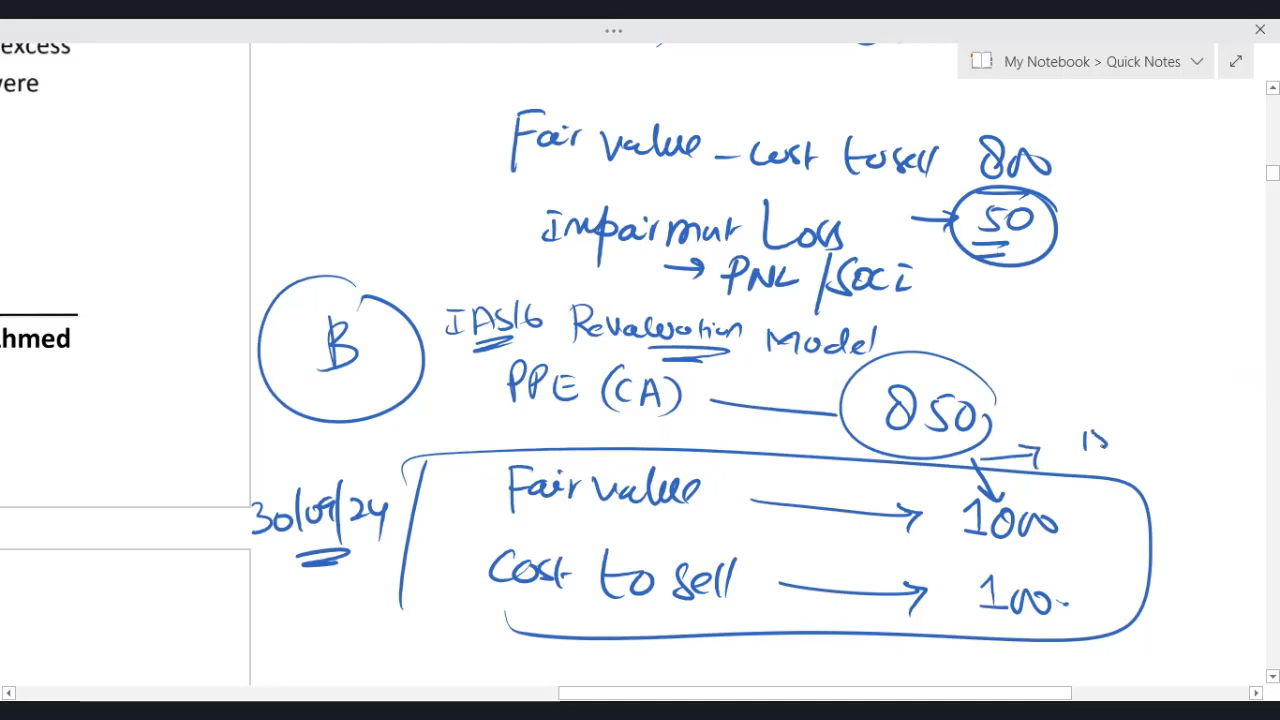 excess
were
Ahmed
My Notebook > Quick Notes
Fair value - cost to sell 800
Impairment Loss → 50
→ PNL/SOCI
B
IAS16 Revaluation Model
PPE (CA) 850
Fair value → 1000
30/09/24
Cost to sell → 100